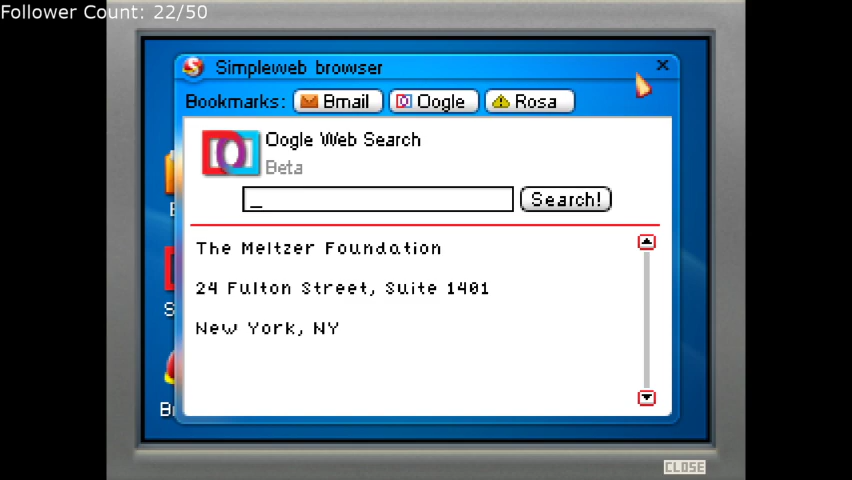 Follower Count: 22/50
Simpleweb browser
Bookmarks: Bmail Oogle Rosa
Oogle Web Search
Beta
Search!
The Meltzer Foundation
24 Fulton Street, Suite 1401
New York, NY
CLOSE